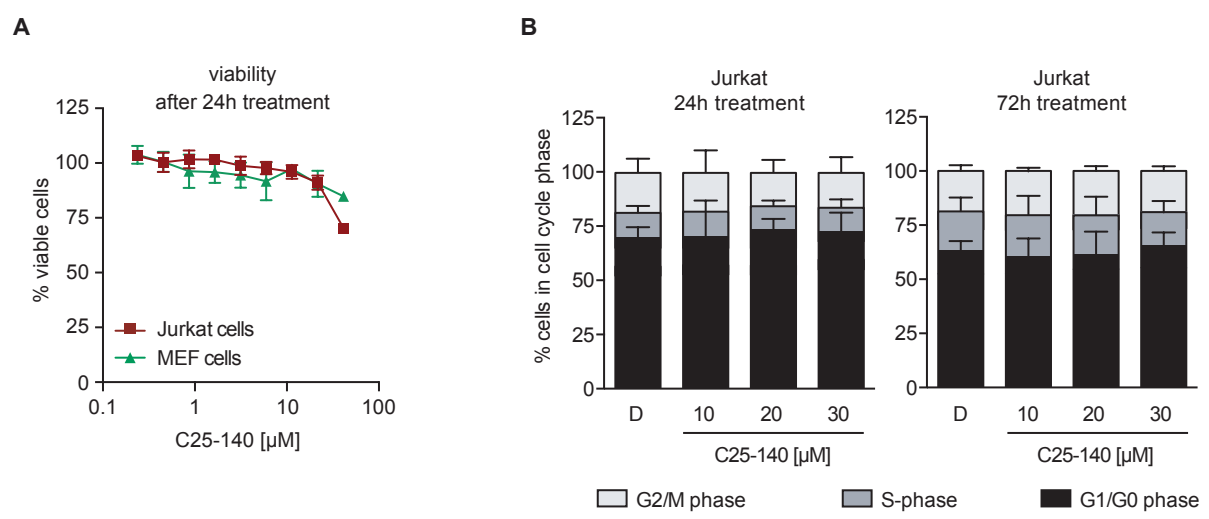 A
viability
after 24h treatment
125
100
75
50
25
0
% viable cells
Jurkat cells
MEF cells
0.1 1 10 100
C25-140 [µM]
B
Jurkat
24h treatment
125
100
75
50
25
0
% cells in cell cycle phase
D 10 20 30
C25-140 [µM]
Jurkat
72h treatment
125
100
75
50
25
0
D 10 20 30
C25-140 [µM]
G2/M phase S-phase G1/G0 phase